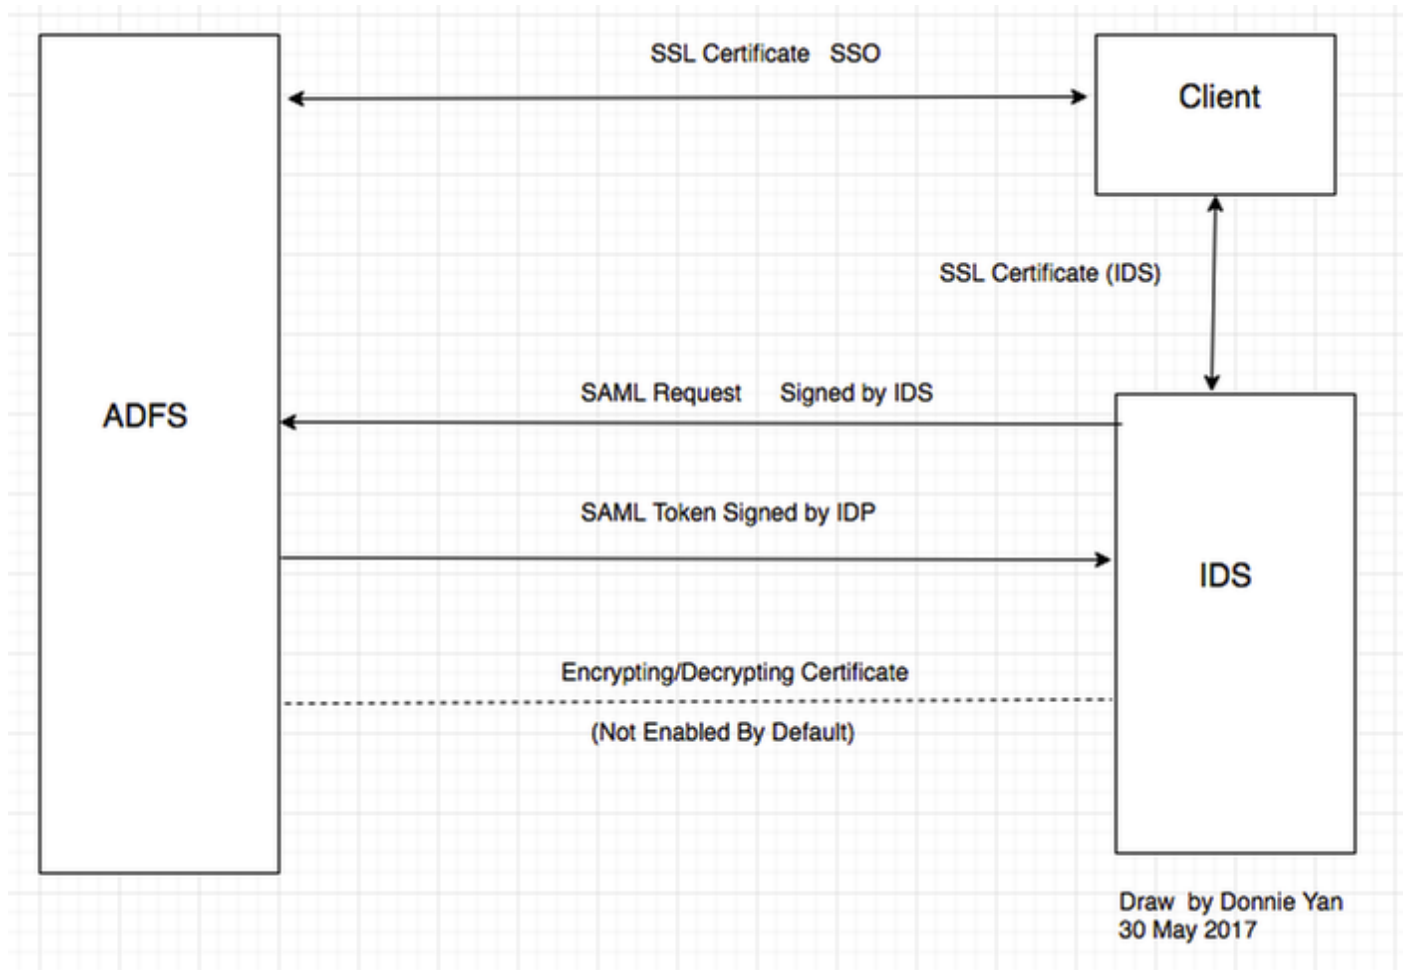 SSL Certificate SSO
Client
SSL Certificate (IDS)
SAML Request Signed by IDS
ADFS
SAML Token Signed by IDP
IDS
Encrypting/Decrypting Certificate
(Not Enabled By Default)
Draw by Donnie Yan
30 May 2017